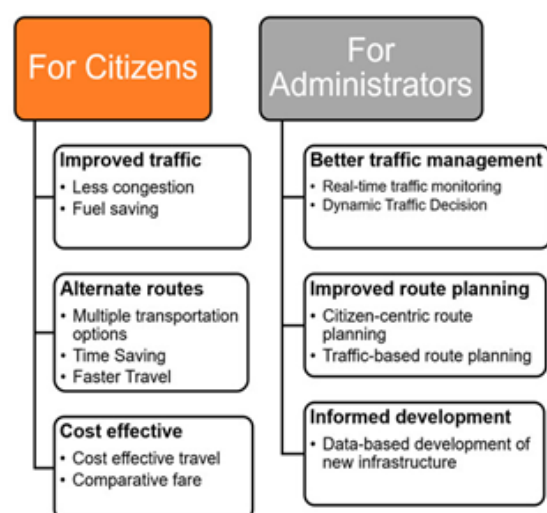 For Citizens
Improved traffic
• Less congestion
• Fuel saving
Alternate routes
• Multiple transportation
options
• Time Saving
• Faster Travel
Cost effective
• Cost effective travel
• Comparative fare
For
Administrators
Better traffic management
• Real-time traffic monitoring
• Dynamic Traffic Decision
Improved route planning
• Citizen-centric route
planning
• Traffic-based route planning
Informed development
• Data-based development of
new infrastructure